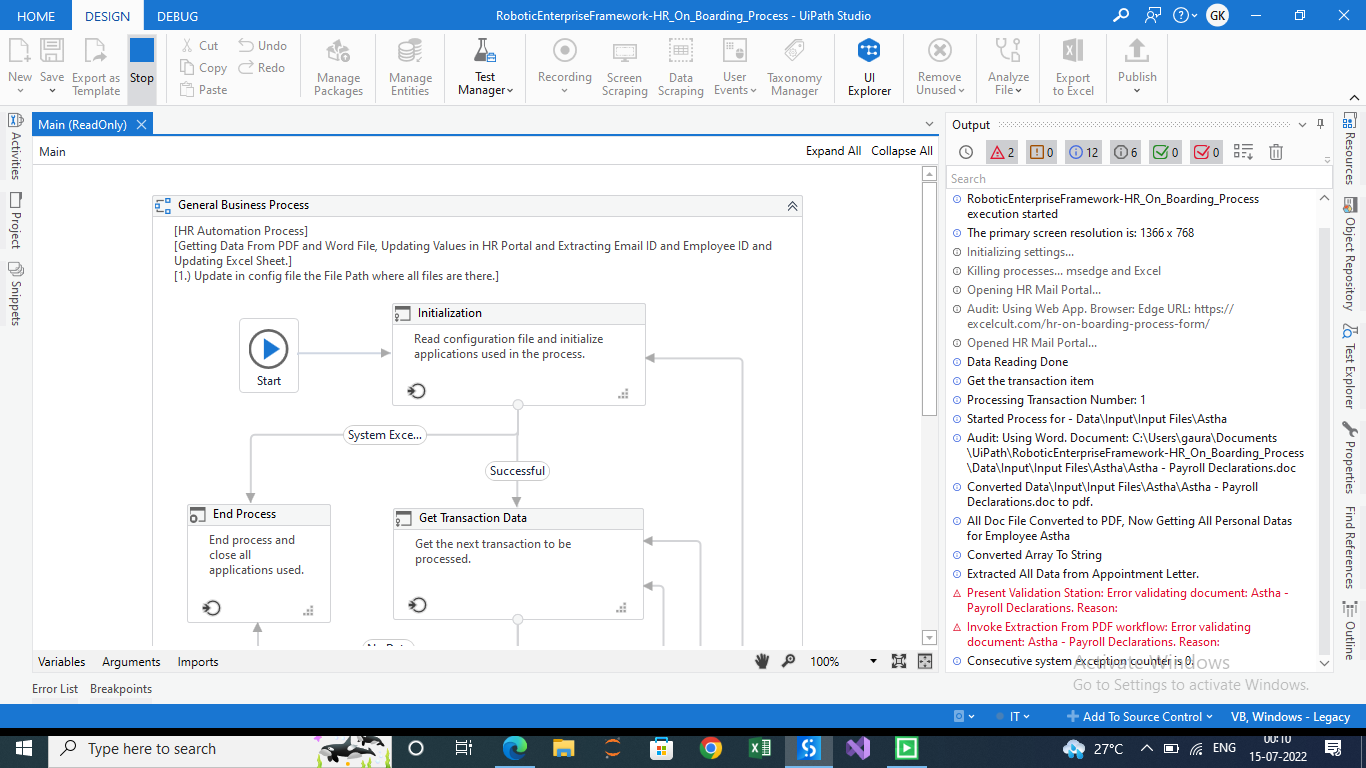 HOME
DESIGN
DEBUG
RoboticEnterpriseFramework-HR_On_Boarding_Process - UiPath Studio
GK
New
Save
Export as
Template
Stop
Cut
Copy
Paste
Undo
Redo
Manage
Packages
Manage
Entities
Test
Manager
Recording
Screen
Scraping
Data
Scraping
User
Events
Taxonomy
Manager
UI
Explorer
Remove
Unused
Analyze
File
Export
to Excel
Publish
Activities
Project
Snippets
Main (ReadOnly)
Main
Expand All
Collapse All
General Business Process
[HR Automation Process]
[Getting Data From PDF and Word File, Updating Values in HR Portal and Extracting Email ID and Employee ID and
Updating Excel Sheet.]
[1.) Update in config file the File Path where all files are there.]
Start
Initialization
Read configuration file and initialize
applications used in the process.
System Exce...
Successful
End Process
End process and
close all
applications used.
Get Transaction Data
Get the next transaction to be
processed.
Variables
Arguments
Imports
100%
Error List
Breakpoints
Output
2
0
12
6
0
0
Search
RoboticEnterpriseFramework-HR_On_Boarding_Process
execution started
The primary screen resolution is: 1366 x 768
Initializing settings...
Killing processes... msedge and Excel
Opening HR Mail Portal...
Audit: Using Web App. Browser: Edge URL: https://
excelcult.com/hr-on-boarding-process-form/
Opened HR Mail Portal...
Data Reading Done
Get the transaction item
Processing Transaction Number: 1
Started Process for - Data\Input\Input Files\Astha
Audit: Using Word. Document: C:\Users\gaura\Documents
\UiPath\RoboticEnterpriseFramework-HR_On_Boarding_Process
\Data\Input\Input Files\Astha\Astha - Payroll Declarations.doc
Converted Data\Input\Input Files\Astha\Astha - Payroll
Declarations.doc to pdf.
All Doc File Converted to PDF, Now Getting All Personal Datas
for Employee Astha
Converted Array To String
Extracted All Data from Appointment Letter.
Present Validation Station: Error validating document: Astha -
Payroll Declarations. Reason:
Invoke Extraction From PDF workflow: Error validating
document: Astha - Payroll Declarations. Reason:
Consecutive system exception counter is 0.
Activate Windows
Go to Settings to activate Windows.
Resources
Object Repository
Test Explorer
Properties
Find References
Outline
IT
Add To Source Control
VB, Windows - Legacy
Type here to search
27°C
ENG
00:10
15-07-2022